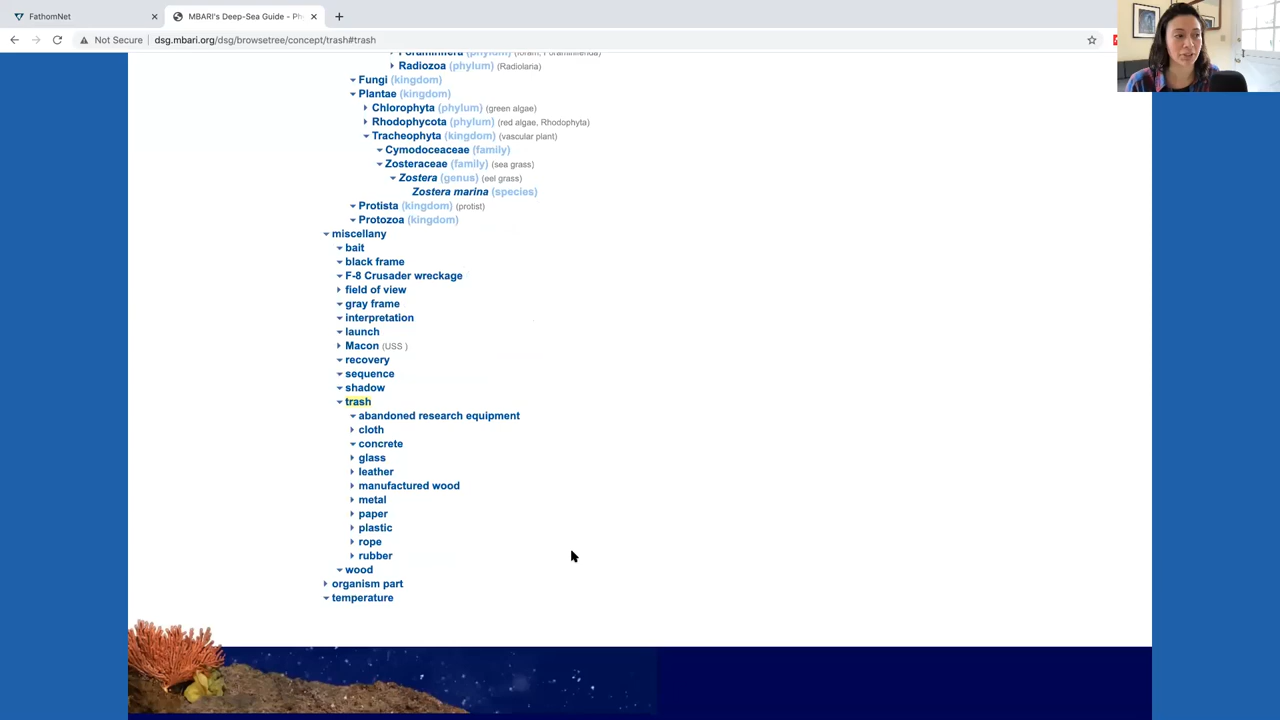 FathomNet
MBARI's Deep-Sea Guide - Ph
Not Secure
dsg.mbari.org/dsg/browsetree/concept/trash#trash
Foraminifera (phylum) (foram, Foraminiferida)
Radiozoa (phylum) (Radiolaria)
Fungi (kingdom)
Plantae (kingdom)
Chlorophyta (phylum) (green algae)
Rhodophycota (phylum) (red algae, Rhodophyta)
Tracheophyta (kingdom) (vascular plant)
Cymodoceaceae (family)
Zosteraceae (family) (sea grass)
Zostera (genus) (eel grass)
Zostera marina (species)
Protista (kingdom) (protist)
Protozoa (kingdom)
miscellany
bait
black frame
F-8 Crusader wreckage
field of view
gray frame
interpretation
launch
Macon (USS )
recovery
sequence
shadow
trash
abandoned research equipment
cloth
concrete
glass
leather
manufactured wood
metal
paper
plastic
rope
rubber
wood
organism part
temperature